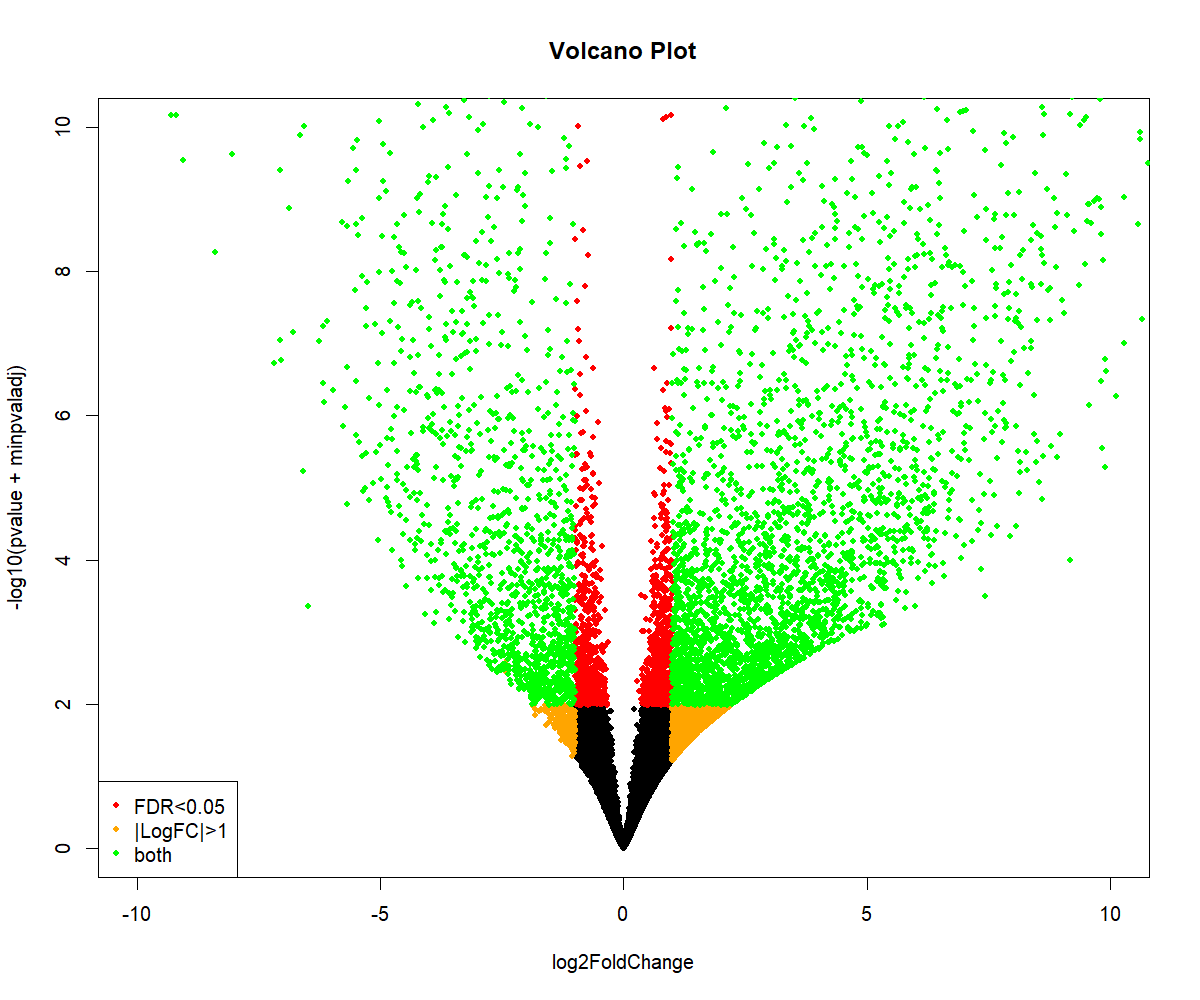 Volcano Plot
-log10(pvalue + minpvaladj)
10
8
6
4
2
0
FDR<0.05
|LogFC|>1
both
-10
-5
0
5
10
log2FoldChange